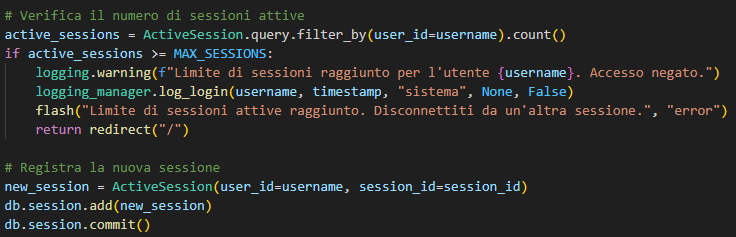 # Verifica il numero di sessioni attive
active_sessions = ActiveSession.query.filter_by(user_id=username).count()
if active_sessions >= MAX_SESSIONS:
    logging.warning(f"Limite di sessioni raggiunto per l'utente {username}. Accesso negato.")
    logging_manager.log_login(username, timestamp, "sistema", None, False)
    flash("Limite di sessioni attive raggiunto. Disconnettiti da un'altra sessione.", "error")
    return redirect("/")

# Registra la nuova sessione
new_session = ActiveSession(user_id=username, session_id=session_id)
db.session.add(new_session)
db.session.commit()